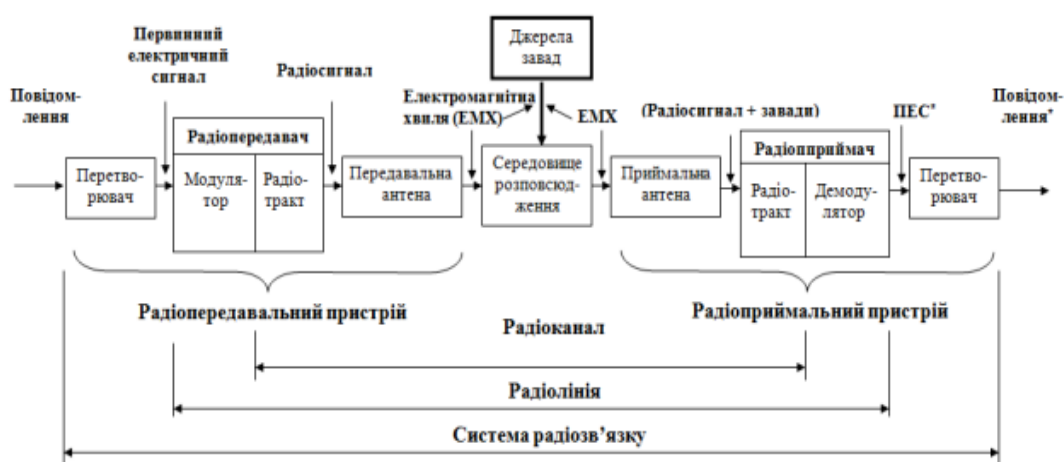 Первинний
електричний
сигнал
Джерела
завад
Радіосигнал
Повідом-
лення
Електромагнітна
хвиля (ЕМХ)
ЕМХ
(Радіосигнал + завади)
ПЕС*
Повідом-
лення*
Радіопередавач
Радіопприймач
Перетво-
рювач
Модуля-
тор
Радіо-
тракт
Передавальна
антена
Середовище
розповсюд-
ження
Приймальна
антена
Радіо-
тракт
Демоду-
лятор
Перетво-
рювач
Радіопередавальний пристрій
Радіоприймальний пристрій
Радіоканал
Радіолінія
Система радіозв’язку